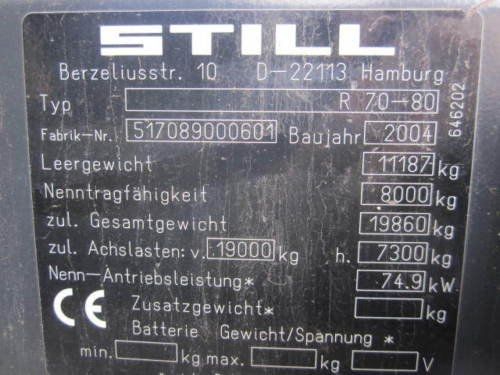 STILL
Berzeliusstr. 10 D-22113 Hamburg
Typ R 70-80
Fabrik-Nr. 517089000601 Baujahr 2004
Leergewicht 11187 kg
Nenntragfähigkeit 8000 kg
zul. Gesamtgewicht 19860 kg
zul. Achslasten: v. 19000 kg h. 7300 kg
Nenn-Antriebsleistung* 74.9 kW
CE Zusatzgewicht* kg
Batterie Gewicht/Spannung *
min. kg max. kg V
646202